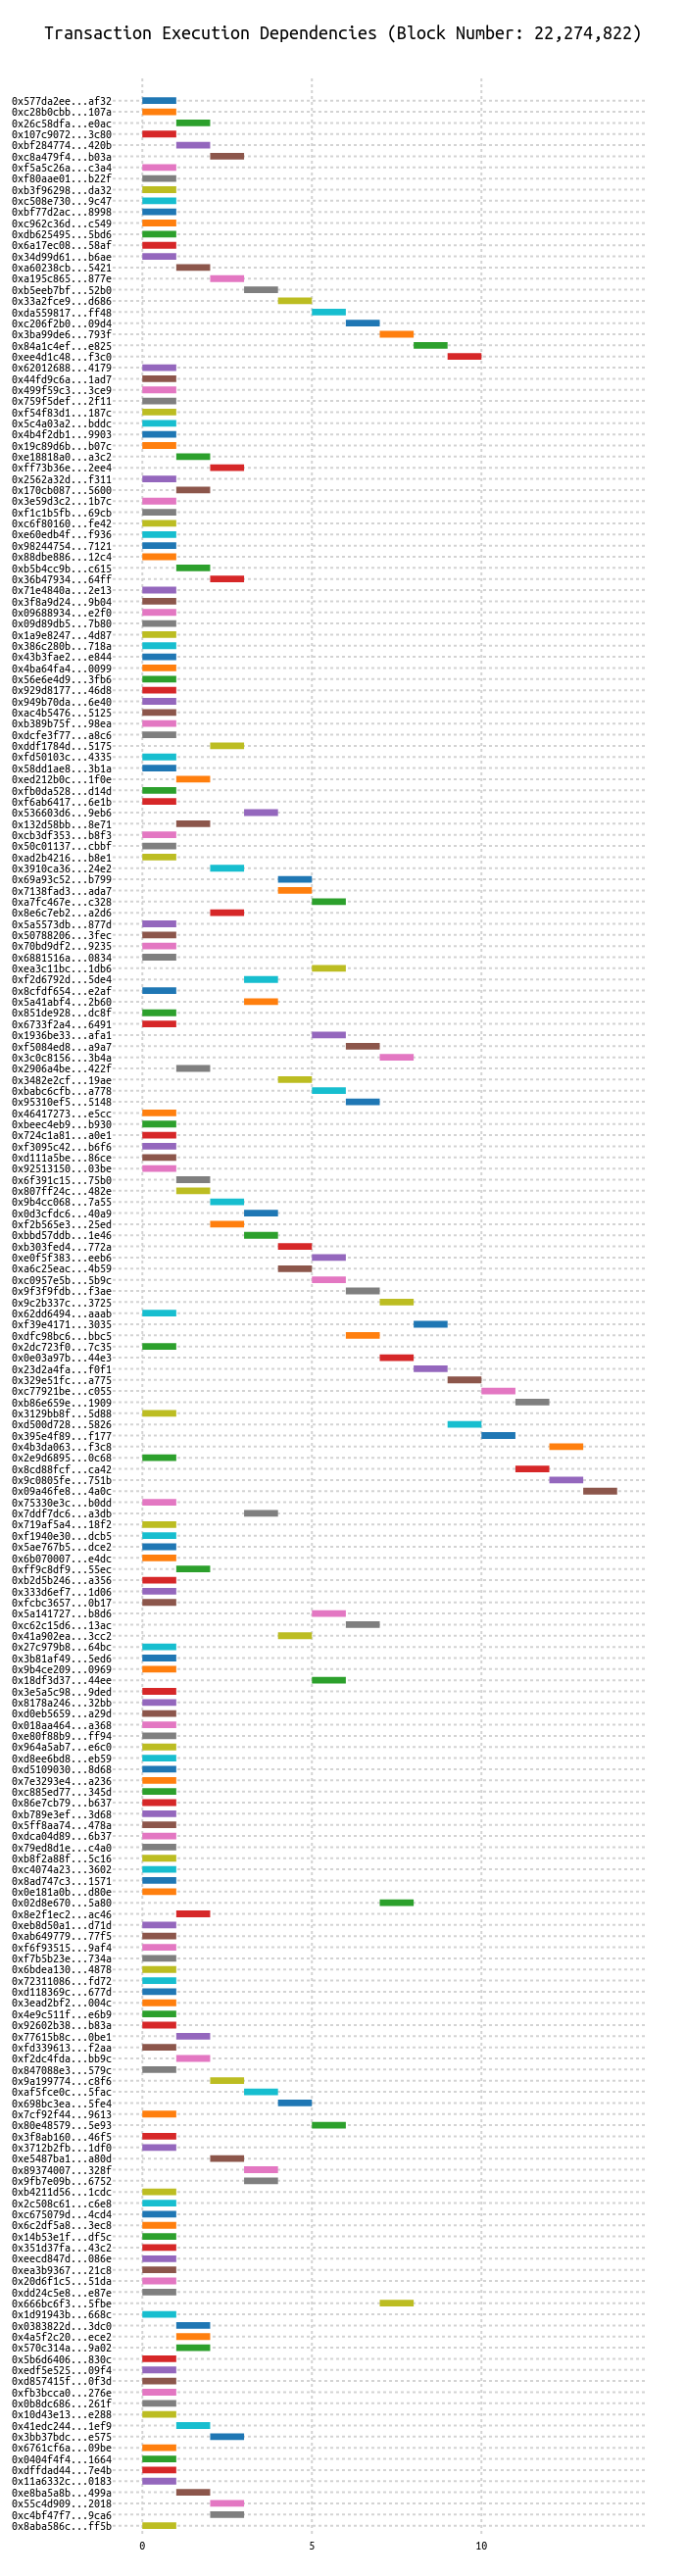 Transaction Execution Dependencies (Block Number: 22,274,822)
0x577da2ee...af32
0xc28b0cbb...107a
0x26c58dfa...e0ac
0x107c9072...3c80
0xbf284774...420b
0xc8a479f4...b03a
0xf5a5c26a...c3a4
0xf80aae01...b22f
0xb3f96298...da32
0xc508e730...9c47
0xbf77d2ac...8998
0xc962c36d...c549
0xdb625495...5bd6
0x6a17ec08...58af
0x34d99d61...b6ae
0xa60238cb...5421
0xa195c865...877e
0xb5eeb7bf...52b0
0x33a2fce9...d686
0xda559817...ff48
0xc206f2b0...09d4
0x3ba99de6...793f
0x84a1c4ef...e825
0xee4d1c48...f3c0
0x62012688...4179
0x44fd9c6a...1ad7
0x499f59c3...3ce9
0x759f5def...2f11
0xf54f83d1...187c
0x5c4a03a2...bddc
0x4b4f2db1...9903
0x19c89d6b...b07c
0xe18818a0...a3c2
0xff73b36e...2ee4
0x2562a32d...f311
0x170cb087...5600
0x3e59d3c2...1b7c
0xf1c1b5fb...69cb
0xc6f80160...fe42
0xe60edb4f...f936
0x98244754...7121
0x88dbe886...12c4
0xb5b4cc9b...c615
0x36b47934...64ff
0x71e4840a...2e13
0x3f8a9d24...9b04
0x09688934...e2f0
0x09d89db5...7b80
0x1a9e8247...4d87
0x386c280b...718a
0x43b3fae2...e844
0x4ba64fa4...0099
0x56e6e4d9...3fb6
0x929d8177...46d8
0x949b70da...6e40
0xac4b5476...5125
0xb389b75f...98ea
0xdcfe3f77...a8c6
0xddf1784d...5175
0xfd50103c...4335
0x58dd1ae8...3b1a
0xed212b0c...1f0e
0xfb0da528...d14d
0xf6ab6417...6e1b
0x536603d6...9eb6
0x132d58bb...8e71
0xcb3df353...b8f3
0x50c01137...cbbf
0xad2b4216...b8e1
0x3910ca36...24e2
0x69a93c52...b799
0x7138fad3...ada7
0xa7fc467e...c328
0x8e6c7eb2...a2d6
0x5a5573db...877d
0x50788206...3fec
0x70bd9df2...9235
0x6881516a...0834
0xea3c11bc...1db6
0xf2d6792d...5de4
0x8cfdf654...e2af
0x5a41abf4...2b60
0x851de928...dc8f
0x6733f2a4...6491
0x1936be33...afa1
0xf5084ed8...a9a7
0x3c0c8156...3b4a
0x2906a4be...422f
0x3482e2cf...19ae
0xbabc6cfb...a778
0x95310ef5...5148
0x46417273...e5cc
0xbeec4eb9...b930
0x724c1a81...a0e1
0xf3095c42...b6f6
0xd111a5be...86ce
0x92513150...03be
0x6f391c15...75b0
0x807ff24c...482e
0x9b4cc068...7a55
0x0d3cfdc6...40a9
0xf2b565e3...25ed
0xbbd57ddb...1e46
0xb303fed4...772a
0xe0f5f383...eeb6
0xa6c25eac...4b59
0xc0957e5b...5b9c
0x9f3f9fdb...f3ae
0x9c2b337c...3725
0x62dd6494...aaab
0xf39e4171...3035
0xdfc98bc6...bbc5
0x2dc723f0...7c35
0x0e03a97b...44e3
0x23d2a4fa...f0f1
0x329e51fc...a775
0xc77921be...c055
0xb86e659e...1909
0x3129bb8f...5d88
0xd500d728...5826
0x395e4f89...f177
0x4b3da063...f3c8
0x2e9d6895...0c68
0x8cd88fcf...ca42
0x9c0805fe...751b
0x09a46fe8...4a0c
0x75330e3c...b0dd
0x7ddf7dc6...a3db
0x719af5a4...18f2
0xf1940e30...dcb5
0x5ae767b5...dce2
0x6b070007...e4dc
0xff9c8df9...55ec
0xb2d5b246...a356
0x333d6ef7...1d06
0xfcbc3657...0b17
0x5a141727...b8d6
0xc62c15d6...13ac
0x41a902ea...3cc2
0x27c979b8...64bc
0x3b81af49...5ed6
0x9b4ce209...0969
0x18df3d37...44ee
0x3e5a5c98...9ded
0x8178a246...32bb
0xd0eb5659...a29d
0x018aa464...a368
0xe80f88b9...ff94
0x964a5ab7...e6c0
0xd8ee6bd8...eb59
0xd5109030...8d68
0x7e3293e4...a236
0xc885ed77...345d
0x86e7cb79...b637
0xb789e3ef...3d68
0x5ff8aa74...478a
0xdca04d89...6b37
0x79ed8d1e...c4a0
0xb8f2a88f...5c16
0xc4074a23...3602
0x8ad747c3...1571
0x0e181a0b...d80e
0x02d8e670...5a80
0x8e2f1ec2...ac46
0xeb8d50a1...d71d
0xab649779...77f5
0xf6f93515...9af4
0xf7b5b23e...734a
0x6bdea130...4878
0x72311086...fd72
0xd118369c...677d
0x3ead2bf2...004c
0x4e9c511f...e6b9
0x92602b38...b83a
0x77615b8c...0be1
0xfd339613...f2aa
0xf2dc4fda...bb9c
0x847088e3...579c
0x9a199774...c8f6
0xaf5fce0c...5fac
0x698bc3ea...5fe4
0x7cf92f44...9613
0x80e48579...5e93
0x3f8ab160...46f5
0x3712b2fb...1df0
0xe5487ba1...a80d
0x89374007...328f
0x9fb7e09b...6752
0xb4211d56...1cdc
0x2c508c61...c6e8
0xc675079d...4cd4
0x6c2df5a8...3ec8
0x14b53e1f...df5c
0x351d37fa...43c2
0xeecd847d...086e
0xea3b9367...21c8
0x20d6f1c5...51da
0xdd24c5e8...e87e
0x666bc6f3...5fbe
0x1d91943b...668c
0x0383822d...3dc0
0x4a5f2c20...ece2
0x570c314a...9a02
0x5b6d6406...830c
0xedf5e525...09f4
0xd857415f...0f3d
0xfb3bcca0...276e
0x0b8dc686...261f
0x10d43e13...e288
0x41edc244...1ef9
0x3bb37bdc...e575
0x6761cf6a...09be
0x0404f4f4...1664
0xdffdad44...7e4b
0x11a6332c...0183
0xe8ba5a8b...499a
0x55c4d909...2018
0xc4bf47f7...9ca6
0x8aba586c...ff5b
0 5 10